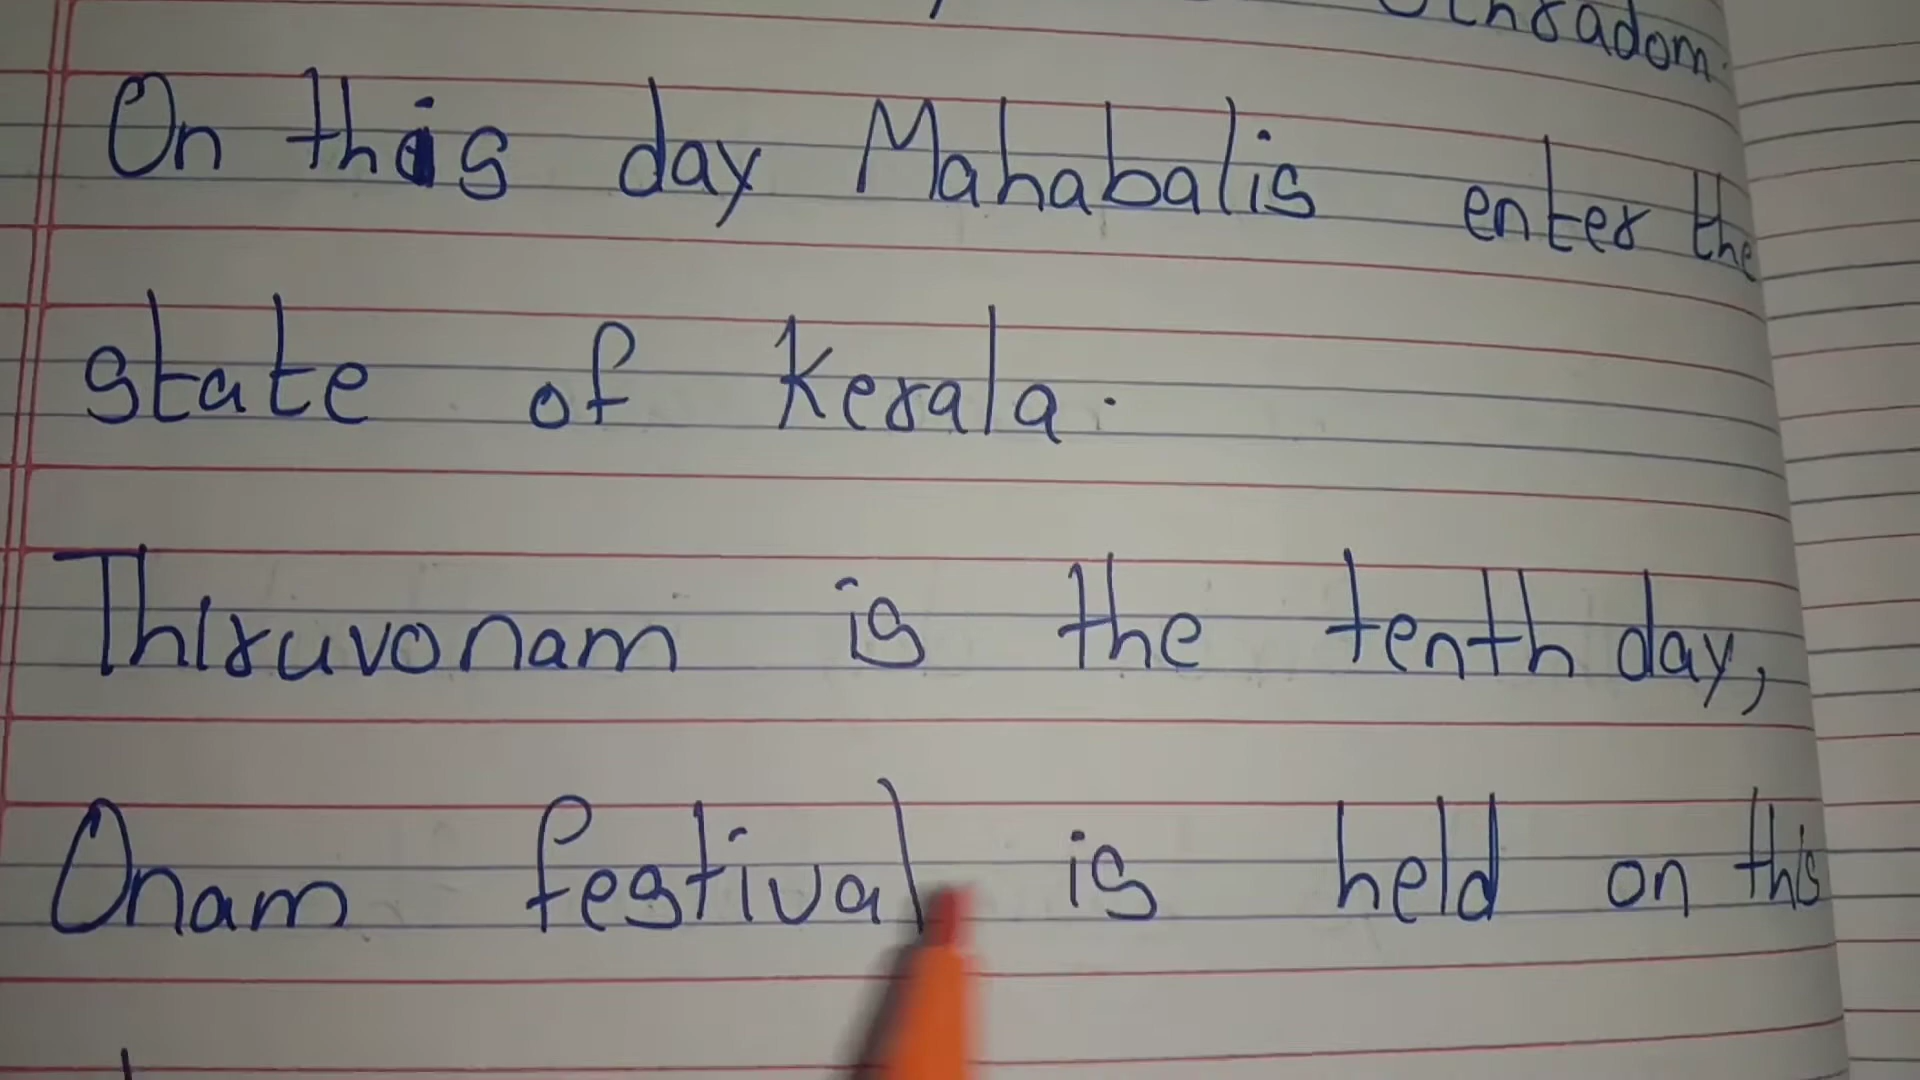 On this day Mahabalis enter the
state of Kerala.
Thiruvonam is the tenth day,
Onam festival is held on this